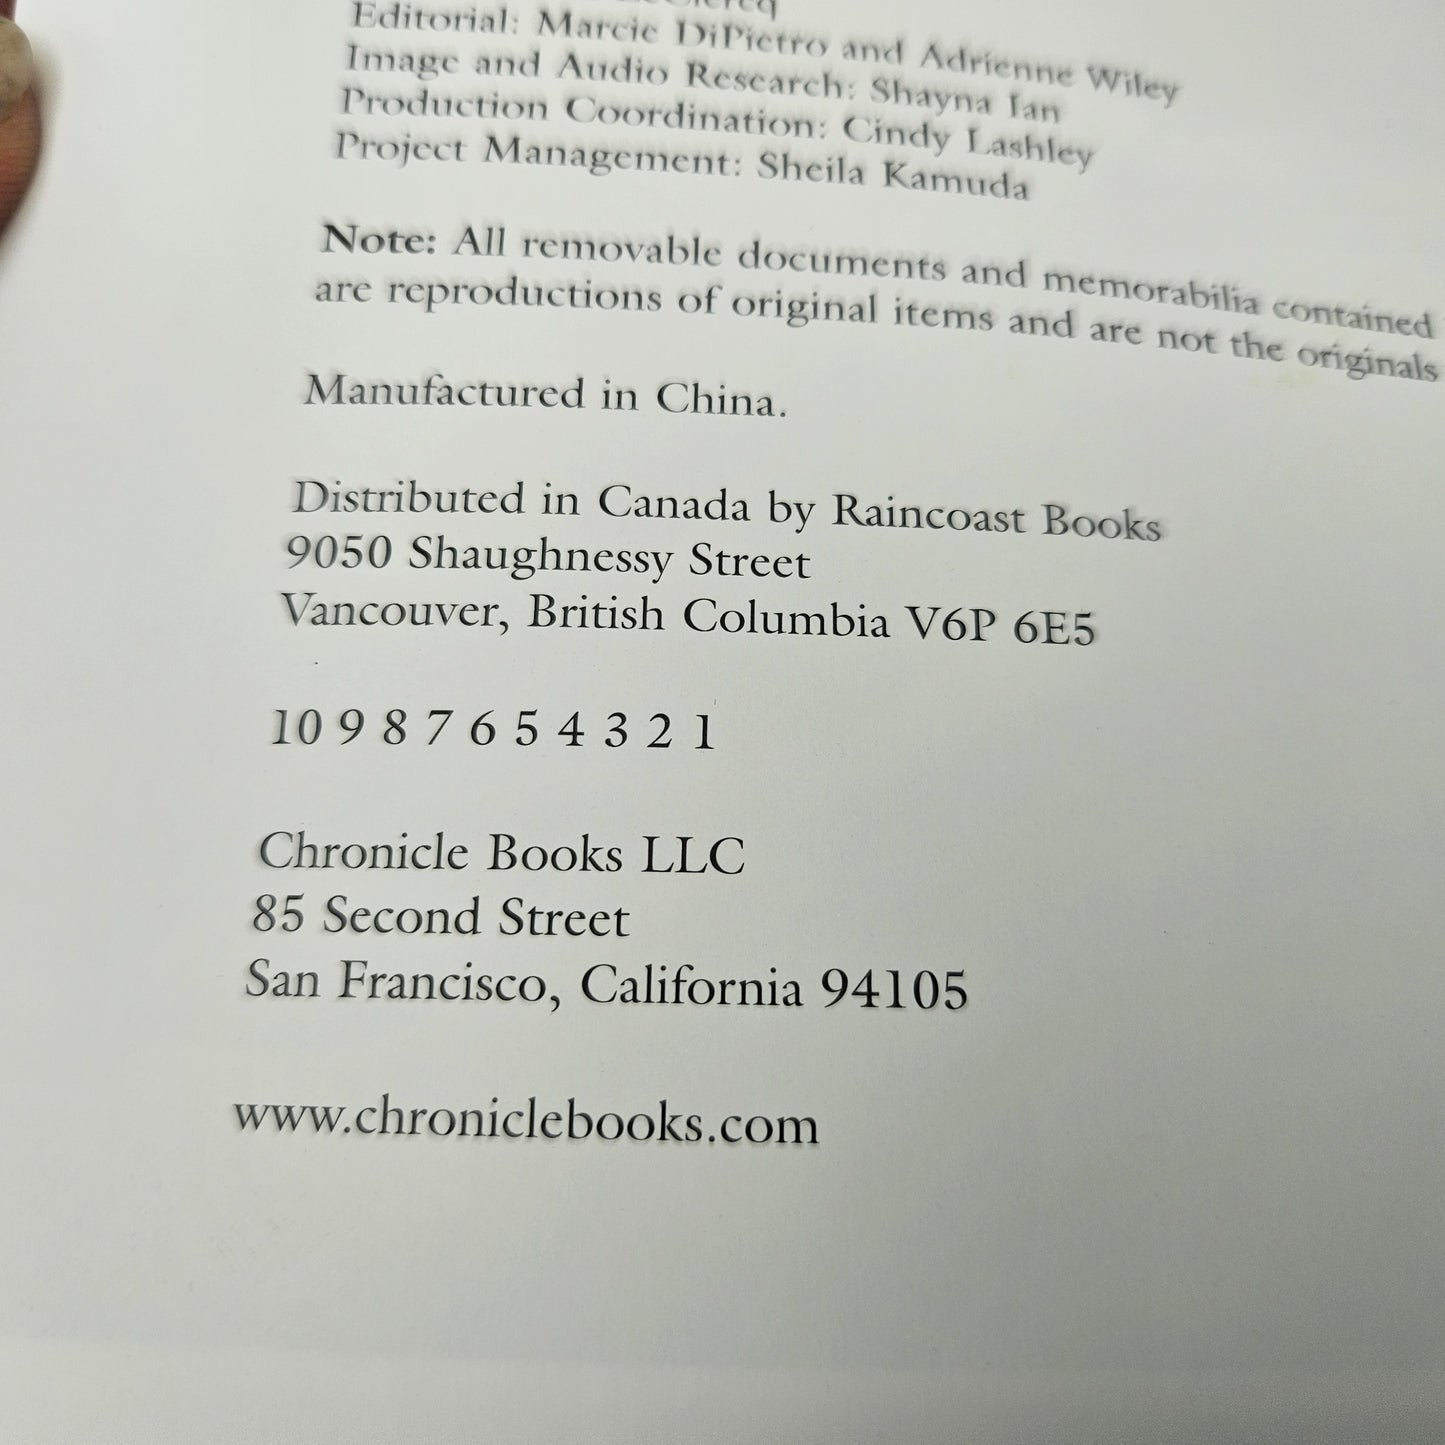 Editorial: Marcie DiPietro and Adrienne Wiley
Image and Audio Research: Shayna Ian
Production Coordination: Cindy Lashley
Project Management: Sheila Kamuda
Note: All removable documents and memorabilia contained
are reproductions of original items and are not the originals
Manufactured in China.
Distributed in Canada by Raincoast Books
9050 Shaughnessy Street
Vancouver, British Columbia V6P 6E5
10 9 8 7 6 5 4 3 2 1
Chronicle Books LLC
85 Second Street
San Francisco, California 94105
www.chroniclebooks.com